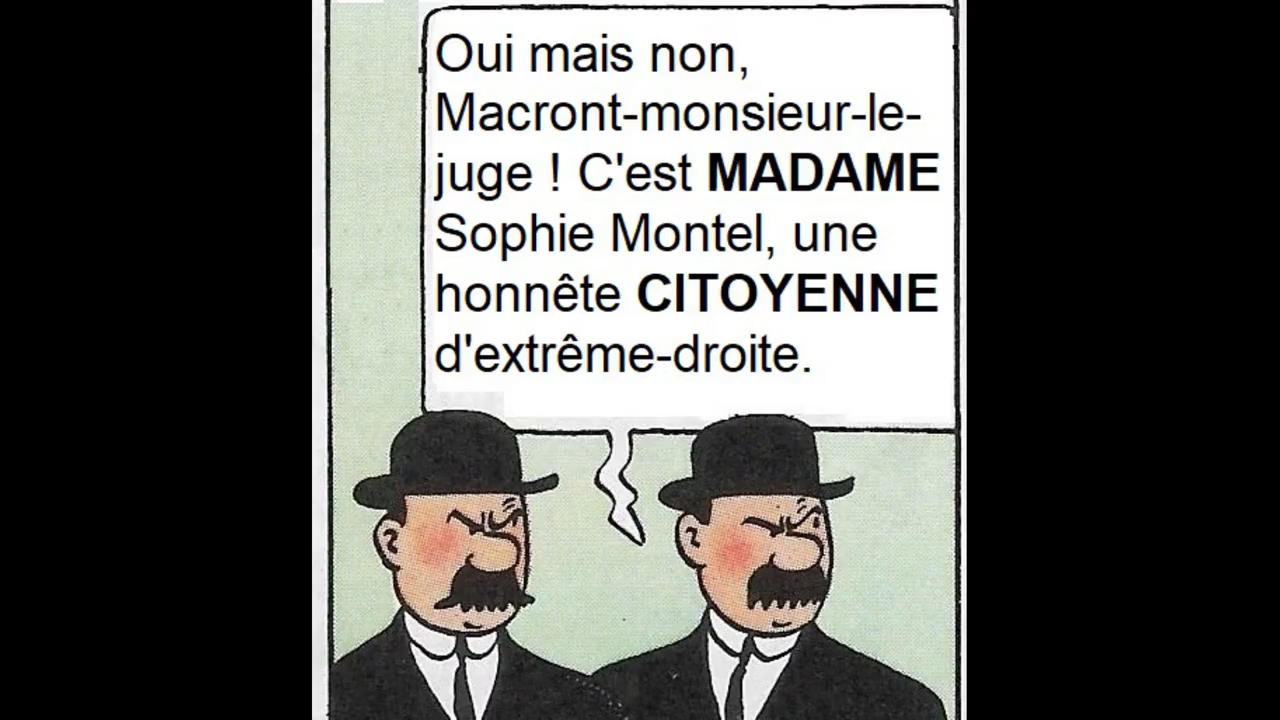 Oui mais non,
Macront-monsieur-le-
juge ! C'est MADAME
Sophie Montel, une
honnête CITOYENNE
d'extrême-droite.